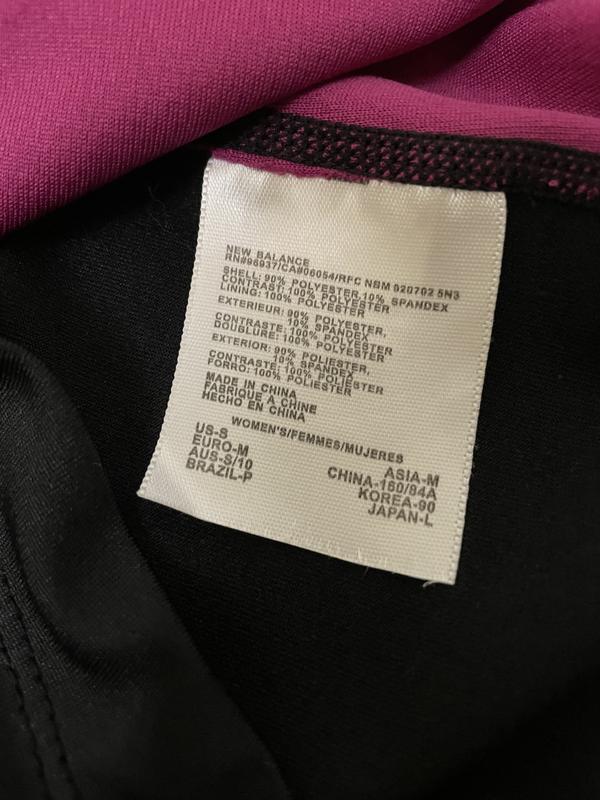 NEW BALANCE
RN#96937/CA#06054/RFC NBM 920702 5N3
SHELL: 90% POLYESTER, 10% SPANDEX
CONTRAST: 100% POLYESTER
LINING: 100% POLYESTER
EXTERIEUR: 90% POLYESTER,
10% SPANDEX
CONTRASTE: 100% POLYESTER
DOUBLURE: 100% POLYESTER
EXTERIOR: 90% POLIESTER,
10% SPANDEX
CONTRASTE: 100% POLIESTER
FORRO: 100% POLIESTER
MADE IN CHINA
FABRIQUE A CHINE
HECHO EN CHINA
WOMEN'S/FEMMES/MUJERES
US-S
EURO-M
AUS-S/10
BRAZIL-P
ASIA-M
CHINA-160/84A
KOREA-90
JAPAN-L